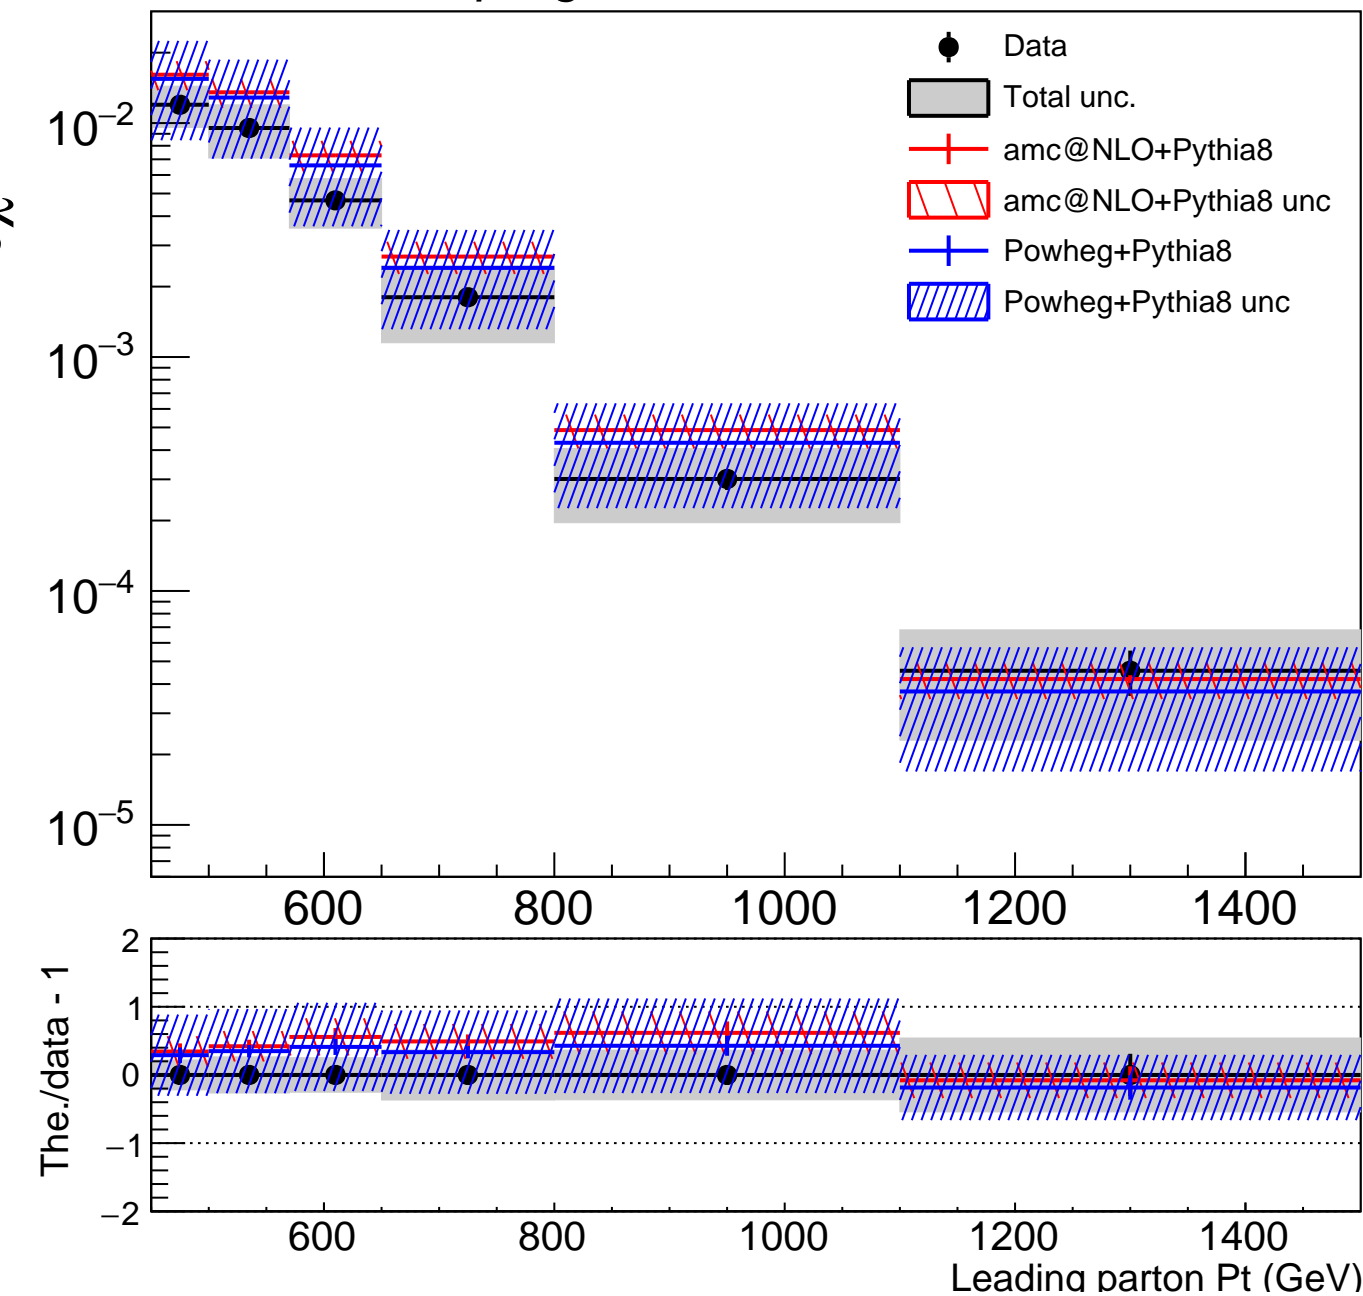 Data
Total unc.
amc@NLO+Pythia8
amc@NLO+Pythia8 unc
Powheg+Pythia8
Powheg+Pythia8 unc
10⁻²
10⁻³
10⁻⁴
10⁻⁵
600 800 1000 1200 1400
2
1
0
−1
−2
The./data - 1
600 800 1000 1200 1400
Leading parton Pt (GeV)